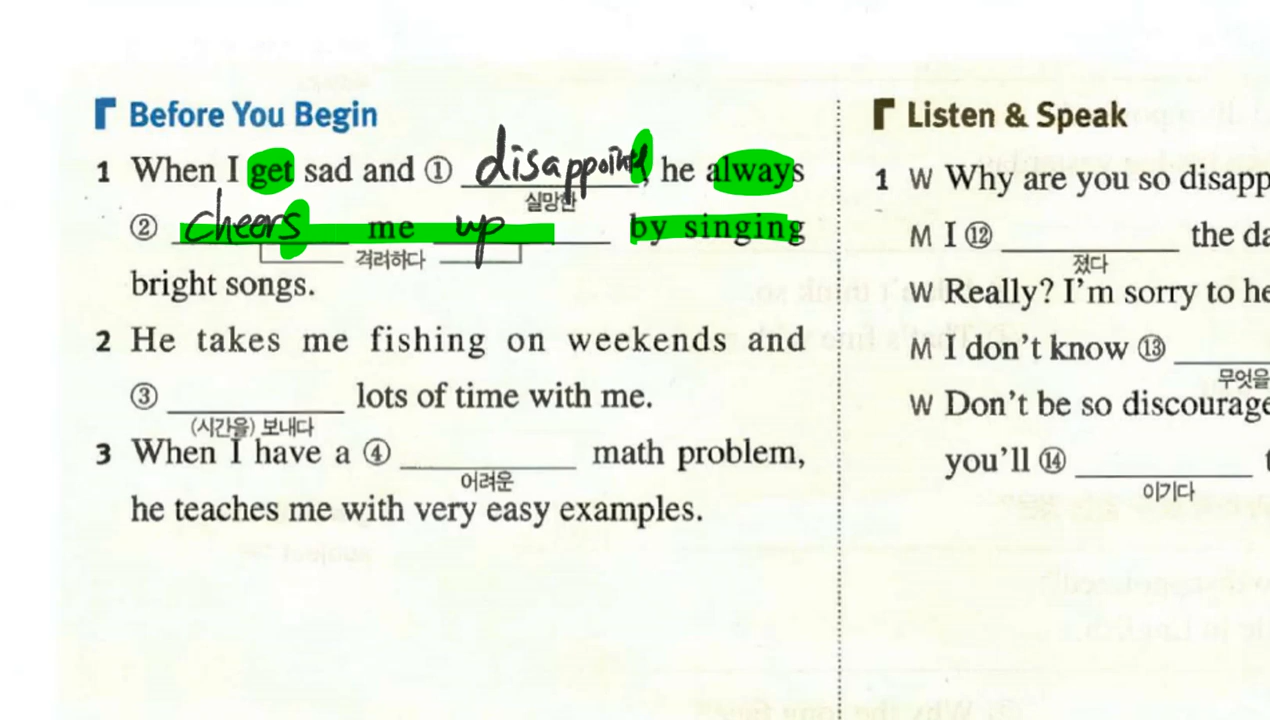 Before You Begin
1 When I get sad and ① disappointed, he always
실망한
② cheers me up by singing
격려하다
bright songs.
2 He takes me fishing on weekends and
③ __________ lots of time with me.
(시간을) 보내다
3 When I have a ④ __________ math problem,
어려운
he teaches me with very easy examples.
Listen & Speak
1 W Why are you so disapp
M I ⑫ __________ the da
졌다
W Really? I'm sorry to he
M I don't know ⑬ ______
무엇을
W Don't be so discourage
you'll ⑭ __________ t
이기다